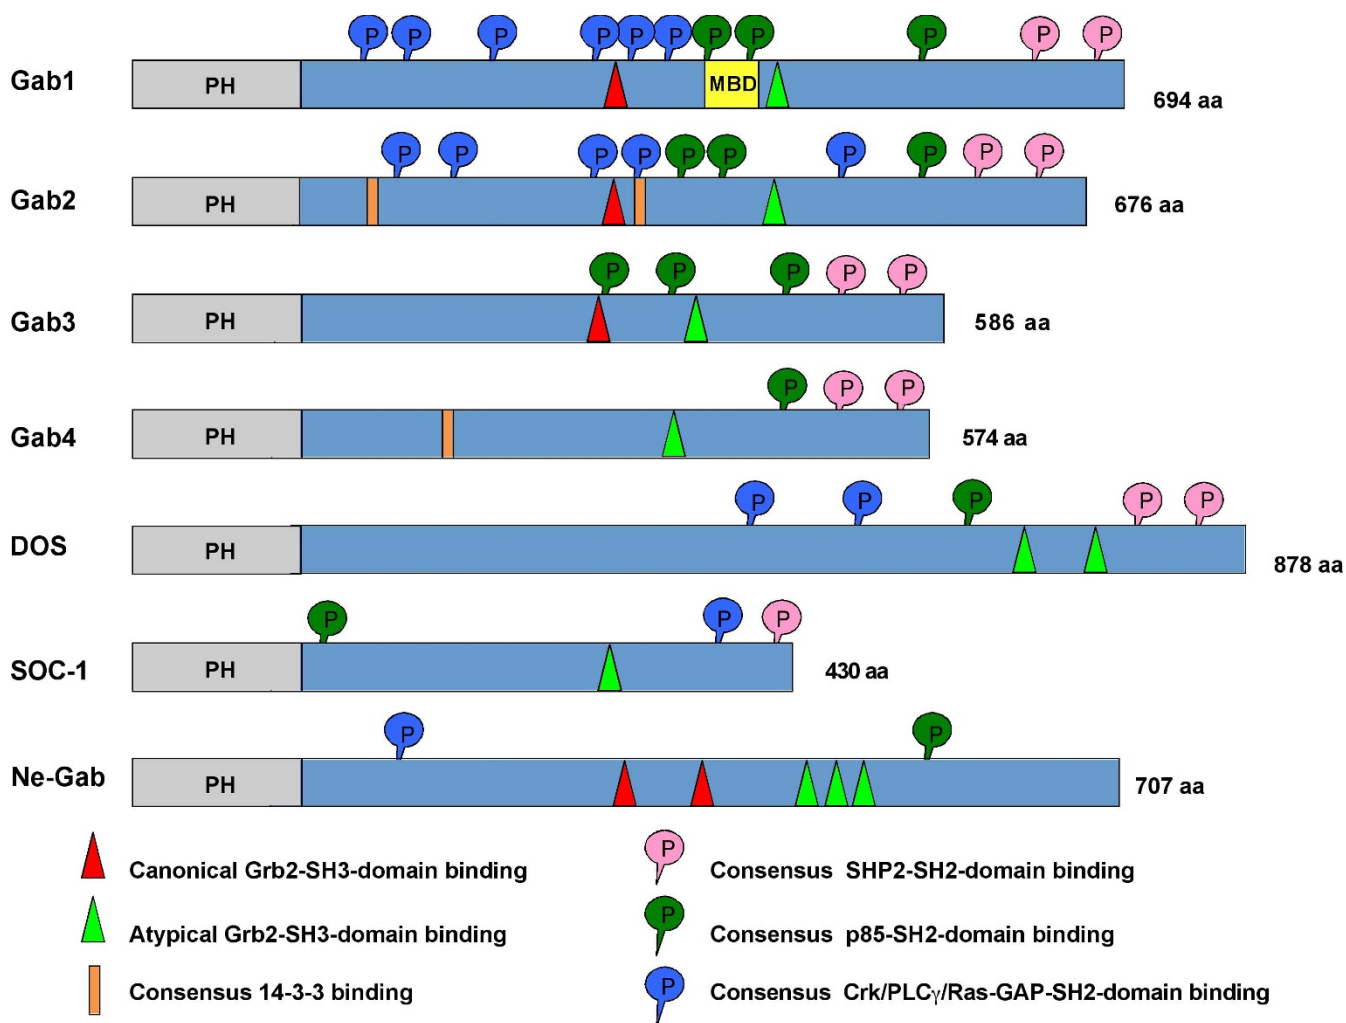 P P P P P P P P P P P
Gab1 PH MBD 694 aa
P P P P P P P P P P
Gab2 PH 676 aa
P P P P P
Gab3 PH 586 aa
P P P
Gab4 PH 574 aa
P P P P P
DOS PH 878 aa
P P P
SOC-1 PH 430 aa
P P
Ne-Gab PH 707 aa
Canonical Grb2-SH3-domain binding
P Consensus SHP2-SH2-domain binding
Atypical Grb2-SH3-domain binding
P Consensus p85-SH2-domain binding
Consensus 14-3-3 binding
P Consensus Crk/PLCγ/Ras-GAP-SH2-domain binding